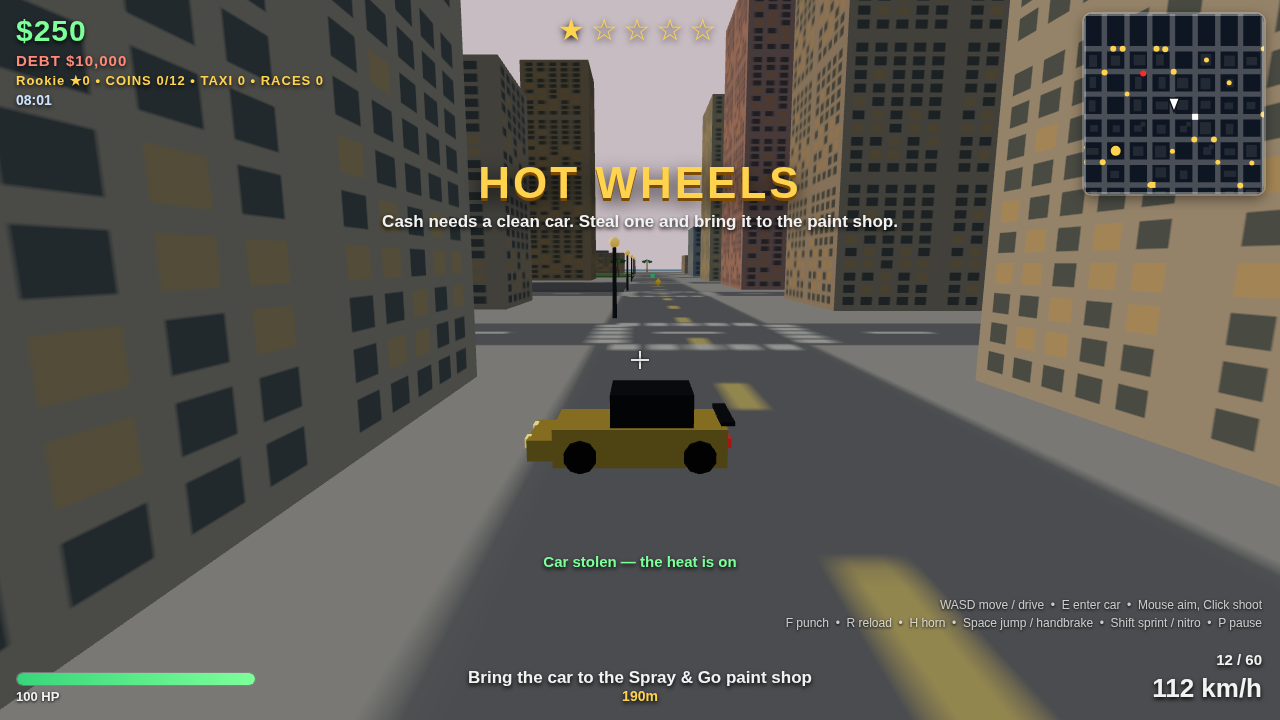 $250
DEBT $10,000
Rookie ★0 • COINS 0/12 • TAXI 0 • RACES 0
08:01
★☆☆☆☆
HOT WHEELS
Cash needs a clean car. Steal one and bring it to the paint shop.
Car stolen — the heat is on
WASD move / drive • E enter car • Mouse aim, Click shoot
F punch • R reload • H horn • Space jump / handbrake • Shift sprint / nitro • P pause
12 / 60
112 km/h
Bring the car to the Spray & Go paint shop
190m
100 HP